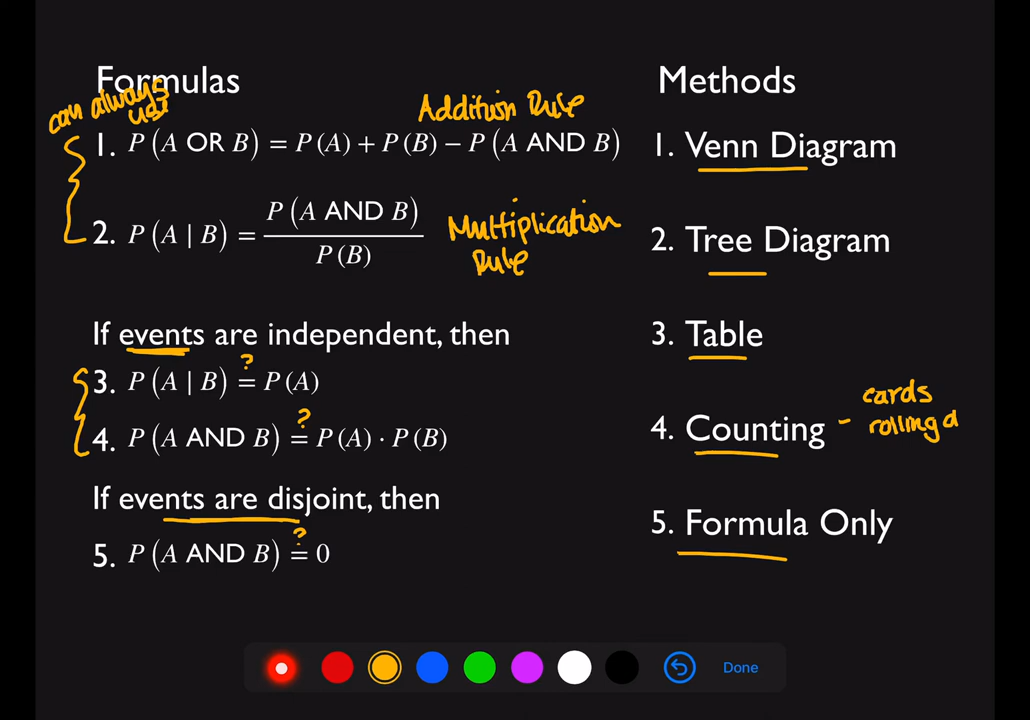 Formulas
can always
use
Addition Rule
1. P(A OR B) = P(A) + P(B) − P(A AND B)
2. P(A | B) = P(A AND B) / P(B)
Multiplication
Rule
If events are independent, then
?
3. P(A | B) = P(A)
?
4. P(A AND B) = P(A) · P(B)
If events are disjoint, then
?
5. P(A AND B) = 0
Methods
1. Venn Diagram
2. Tree Diagram
3. Table
4. Counting - cards
rolling d
5. Formula Only
Done